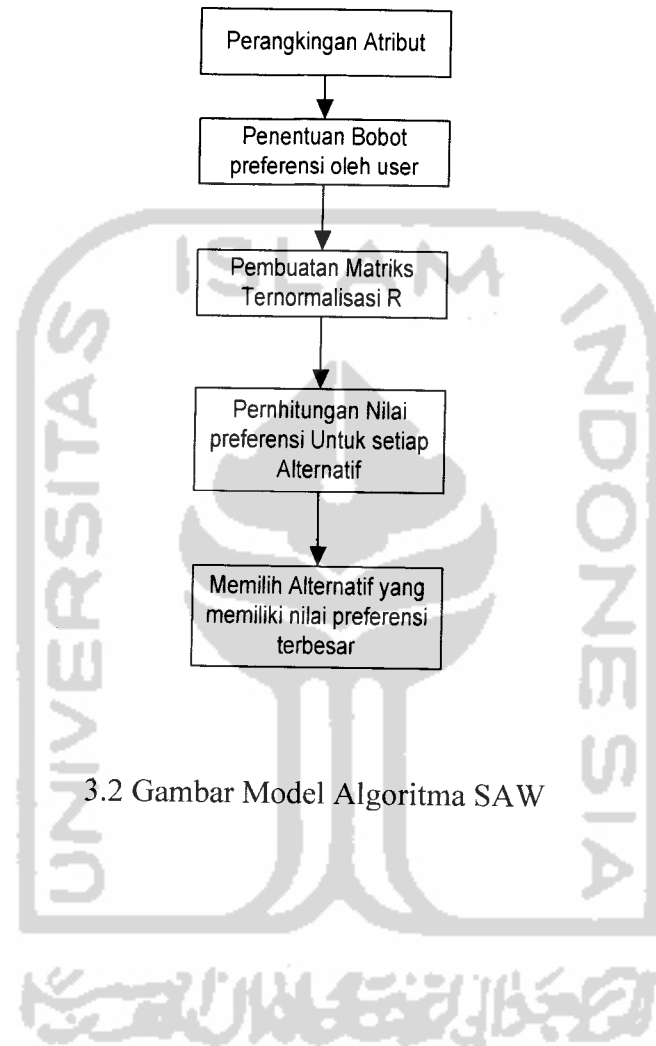 Perangkingan Atribut
Penentuan Bobot
preferensi oleh user
Pembuatan Matriks
Ternormalisasi R
Pernhitungan Nilai
preferensi Untuk setiap
Alternatif
Memilih Alternatif yang
memiliki nilai preferensi
terbesar
3.2 Gambar Model Algoritma SAW
UNIVERSITAS
ISLAM
INDONESIA